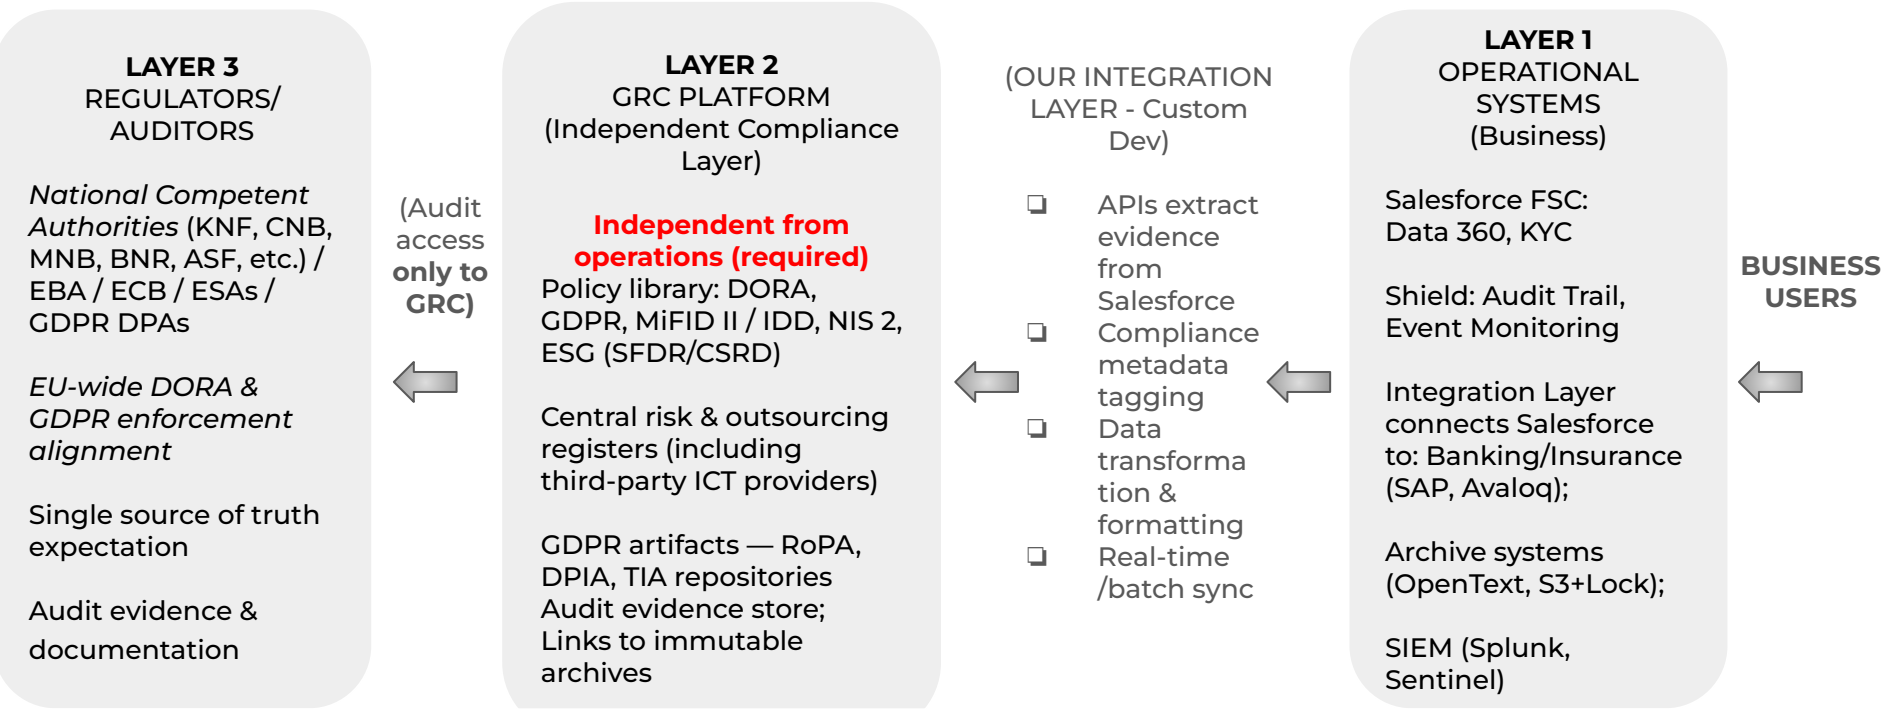 LAYER 3
REGULATORS/
AUDITORS
National Competent
Authorities (KNF, CNB,
MNB, BNR, ASF, etc.) /
EBA / ECB / ESAs /
GDPR DPAs
EU-wide DORA &
GDPR enforcement
alignment
Single source of truth
expectation
Audit evidence &
documentation
(Audit
access
only to
GRC)
LAYER 2
GRC PLATFORM
(Independent Compliance
Layer)
Independent from
operations (required)
Policy library: DORA,
GDPR, MiFID II / IDD, NIS 2,
ESG (SFDR/CSRD)
Central risk & outsourcing
registers (including
third-party ICT providers)
GDPR artifacts — RoPA,
DPIA, TIA repositories
Audit evidence store;
Links to immutable
archives
(OUR INTEGRATION
LAYER - Custom
Dev)
❏ APIs extract
evidence
from
Salesforce
❏ Compliance
metadata
tagging
❏ Data
transforma
tion &
formatting
❏ Real-time
/batch sync
LAYER 1
OPERATIONAL
SYSTEMS
(Business)
Salesforce FSC:
Data 360, KYC
Shield: Audit Trail,
Event Monitoring
Integration Layer
connects Salesforce
to: Banking/Insurance
(SAP, Avaloq);
Archive systems
(OpenText, S3+Lock);
SIEM (Splunk,
Sentinel)
BUSINESS
USERS